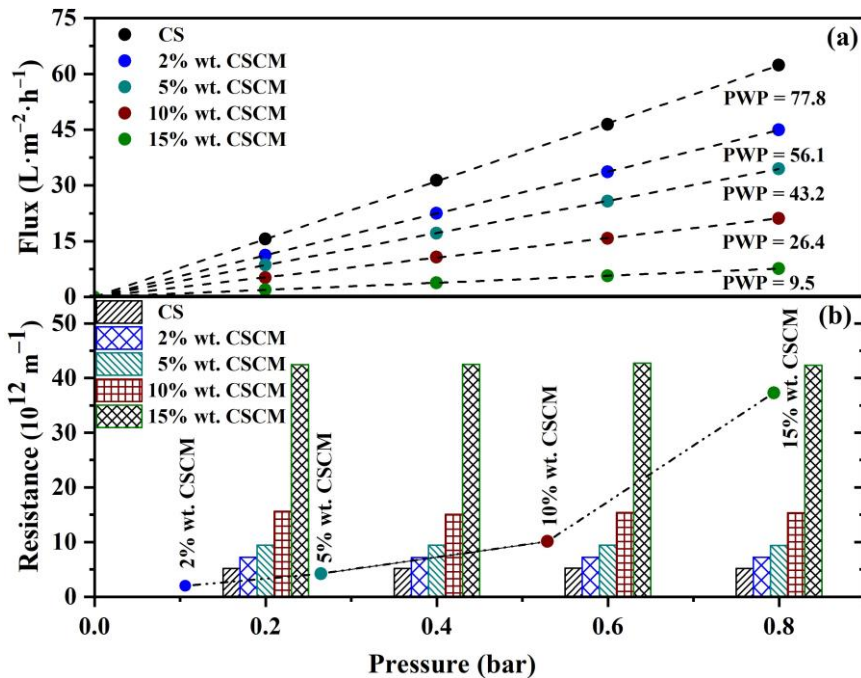 75
60
45
30
15
0
Flux (L·m⁻²·h⁻¹)
(a)
CS
2% wt. CSCM
5% wt. CSCM
10% wt. CSCM
15% wt. CSCM
PWP = 77.8
PWP = 56.1
PWP = 43.2
PWP = 26.4
PWP = 9.5
50
40
30
20
10
0
Resistance (10¹² m⁻¹)
(b)
CS
2% wt. CSCM
5% wt. CSCM
10% wt. CSCM
15% wt. CSCM
2% wt. CSCM
5% wt. CSCM
10% wt. CSCM
15% wt. CSCM
0.0 0.2 0.4 0.6 0.8
Pressure (bar)